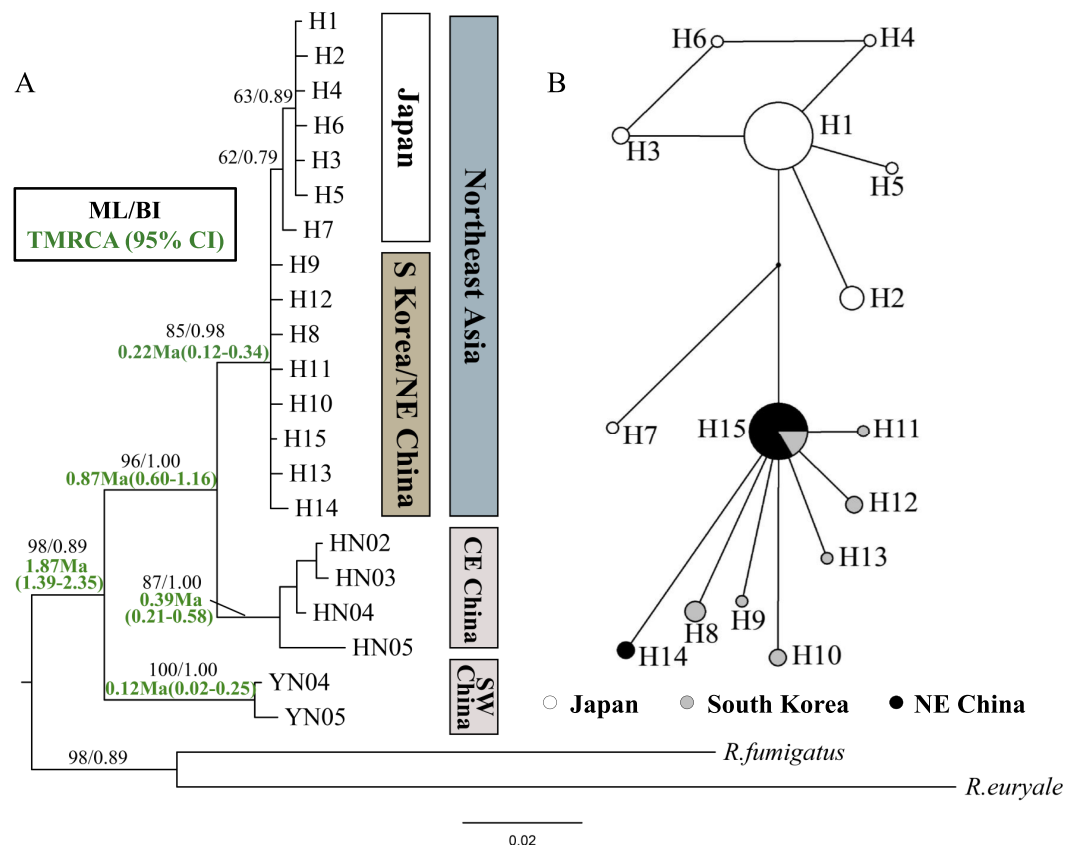 A
ML/BI
TMRCA (95% CI)
H1
H2
H4
H6
H3
H5
H7
H9
H12
H8
H11
H10
H15
H13
H14
HN02
HN03
HN04
HN05
YN04
YN05
R.fumigatus
R.euryale
63/0.89
62/0.79
85/0.98
0.22Ma(0.12-0.34)
96/1.00
0.87Ma(0.60-1.16)
98/0.89
1.87Ma
(1.39-2.35)
87/1.00
0.39Ma
(0.21-0.58)
100/1.00
0.12Ma(0.02-0.25)
98/0.89
Japan
S Korea/NE China
Northeast Asia
CE China
SW
China
0.02
B
H6
H4
H1
H3
H5
H2
H7
H15
H11
H12
H13
H9
H8
H14
H10
Japan
South Korea
NE China